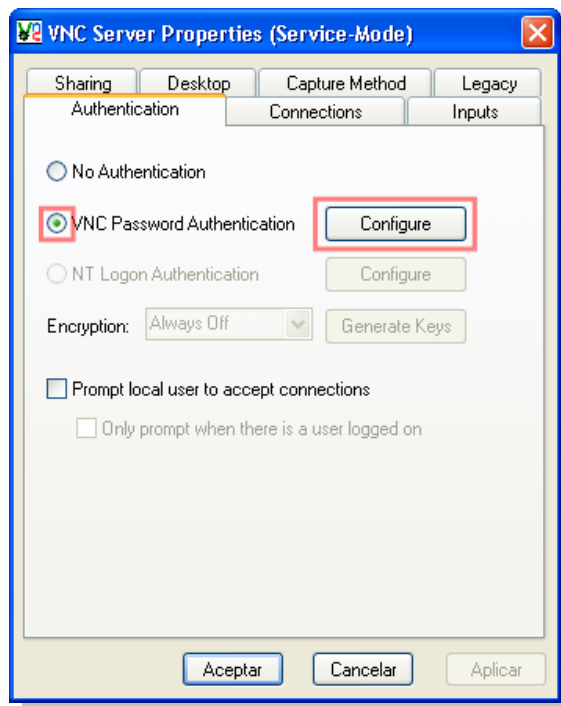 VNC Server Properties (Service-Mode)
Sharing Desktop Capture Method Legacy
Authentication Connections Inputs
No Authentication
VNC Password Authentication Configure
NT Logon Authentication Configure
Encryption: Always Off Generate Keys
Prompt local user to accept connections
Only prompt when there is a user logged on
Aceptar Cancelar Aplicar